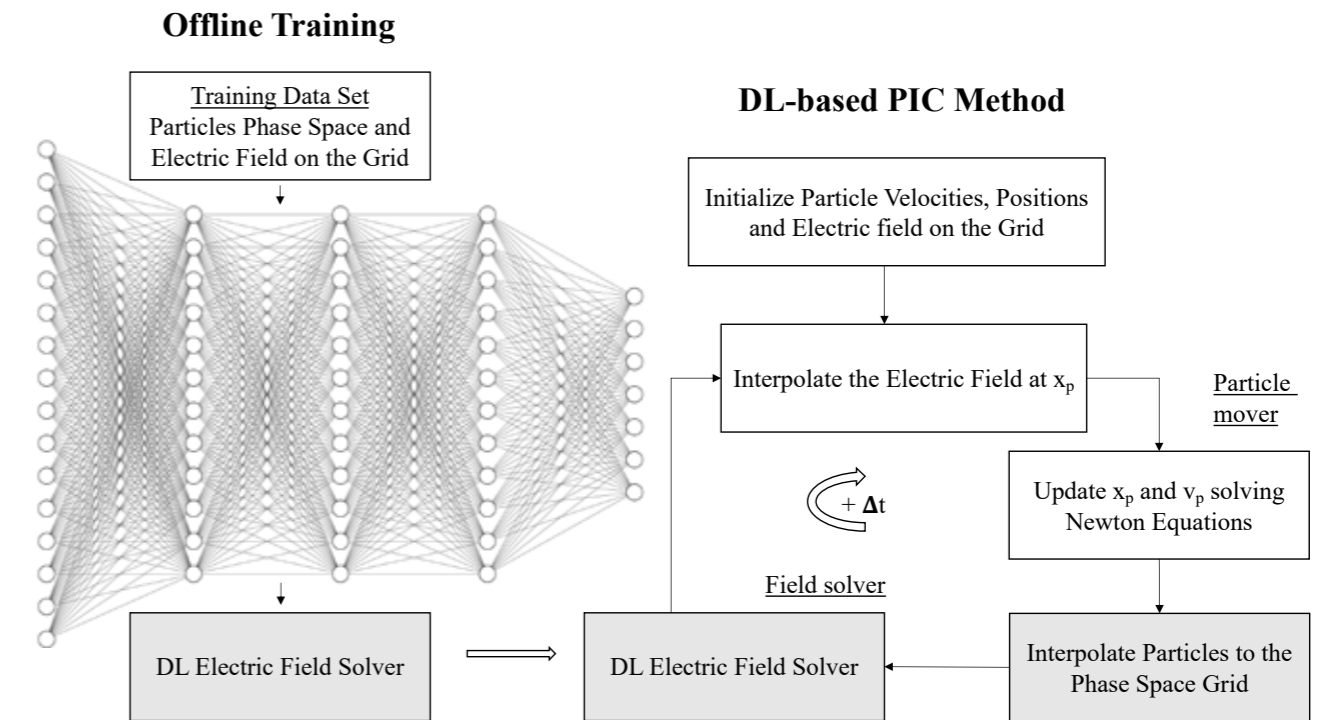 Offline Training
Training Data Set
Particles Phase Space and
Electric Field on the Grid
DL Electric Field Solver
DL-based PIC Method
Initialize Particle Velocities, Positions
and Electric field on the Grid
Interpolate the Electric Field at xₚ
Particle
mover
Update xₚ and vₚ solving
Newton Equations
+ Δt
Field solver
DL Electric Field Solver
Interpolate Particles to the
Phase Space Grid